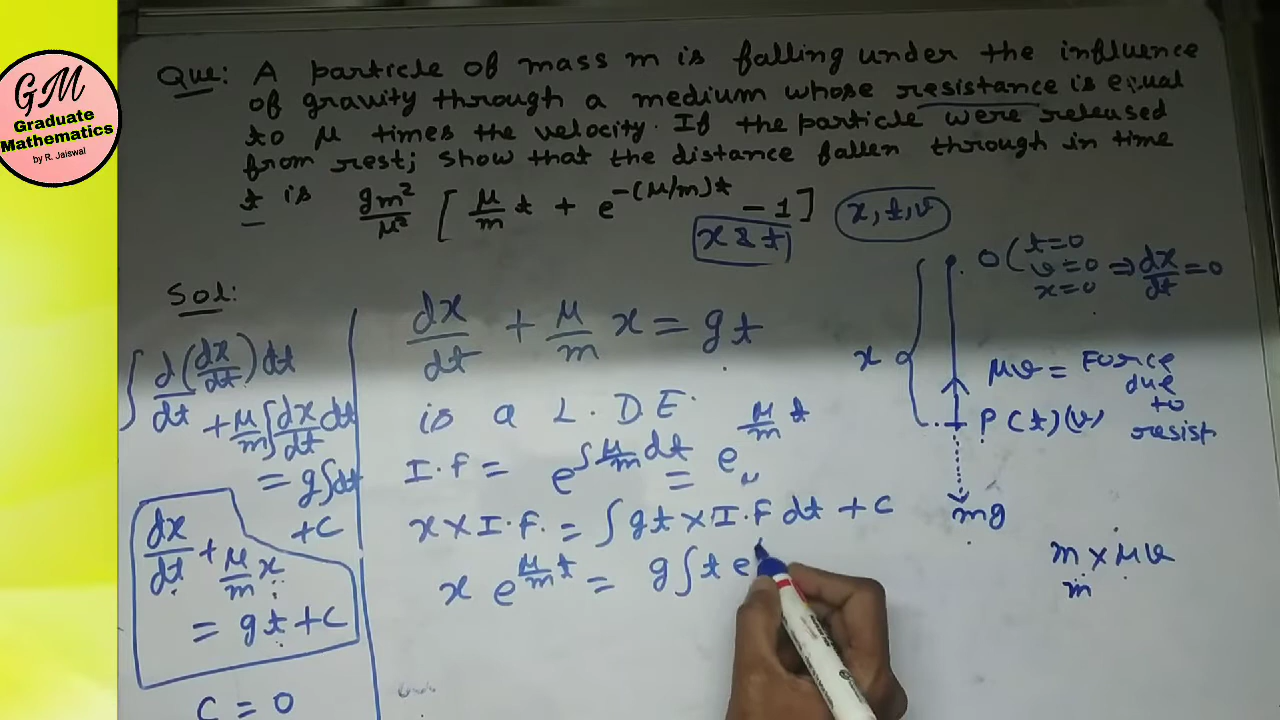 GM
Graduate
Mathematics
by R. Jaiswal
Que: A particle of mass m is falling under the influence
of gravity through a medium whose resistance is equal
to μ times the velocity. If the particle were released
from rest; show that the distance fallen through in time
t is gm²/μ² [ μ/m t + e^-(μ/m)t - 1 ]
x, t, v
x & t
Sol:
∫ d(dx/dt)/dt dt
+ μ/m ∫ dx/dt dt
= g∫dt
+ C
dx/dt + μ/m x
= gt + C
C = 0
dx/dt + μ/m x = gt
is a L. D. E.
I.F = e^∫μ/m dt = e^μ/m t
x × I.F. = ∫ gt × I.F dt + C
x e^μ/m t = g∫ t e
O ( t=0
v=0 ⇒ dx/dt = 0
x=0
x
μv = Force
due
to
resist
P (t)(v)
mg
m × μv
m